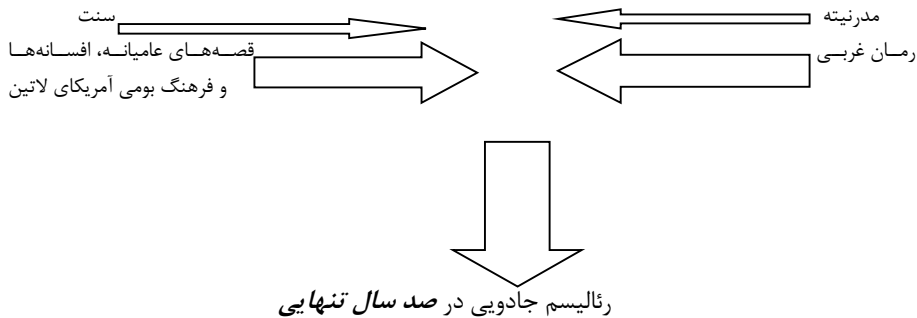 مدرنیته
رمان غربی
سنت
قصه‌های عامیانه، افسانه‌ها
و فرهنگ بومی آمریکای لاتین
رئالیسم جادویی در صد سال تنهایی